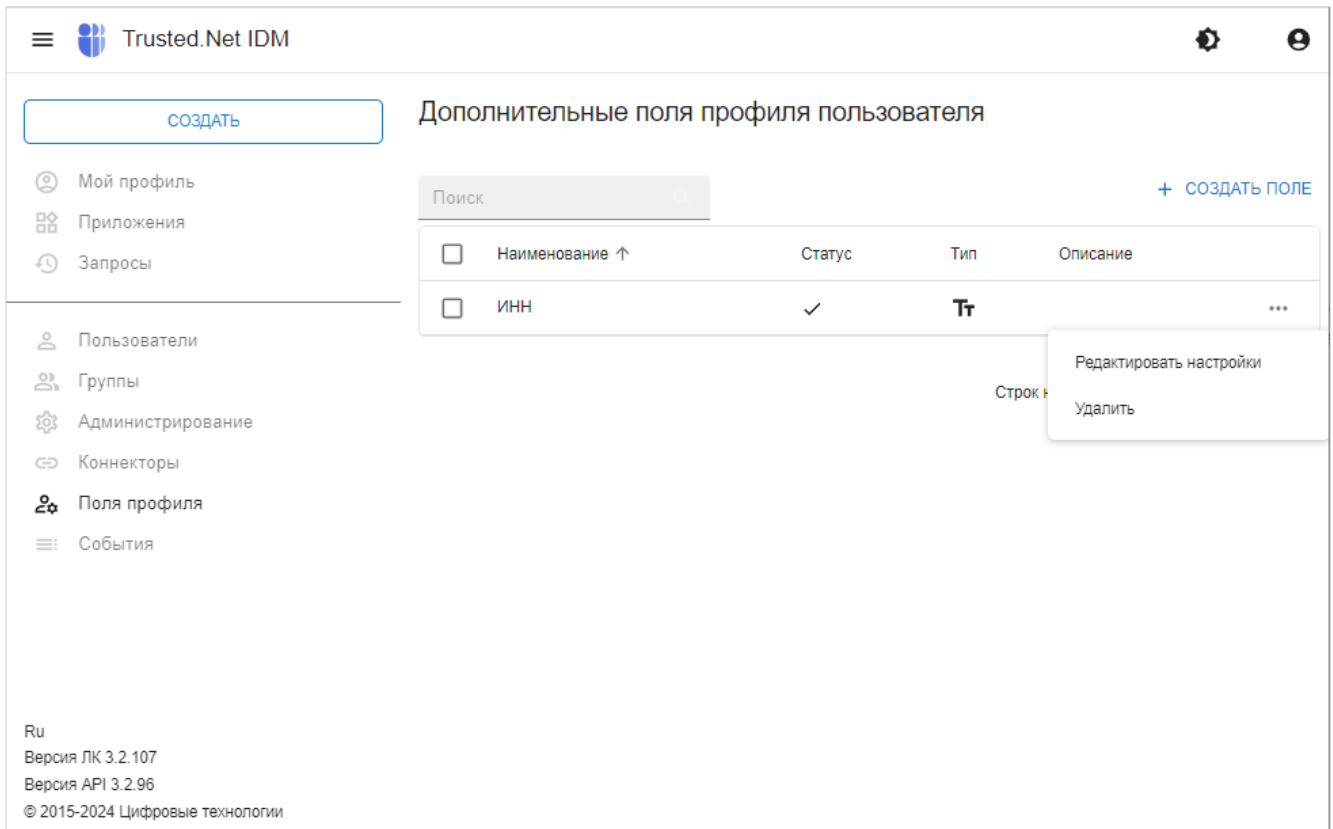 Trusted.Net IDM
СОЗДАТЬ
Мой профиль
Приложения
Запросы
Пользователи
Группы
Администрирование
Коннекторы
Поля профиля
События
Ru
Версия ЛК 3.2.107
Версия API 3.2.96
© 2015-2024 Цифровые технологии
Дополнительные поля профиля пользователя
Поиск
+ СОЗДАТЬ ПОЛЕ
Наименование ↑ Статус Тип Описание
ИНН ✓ Тт ...
Редактировать настройки
Строк
Удалить